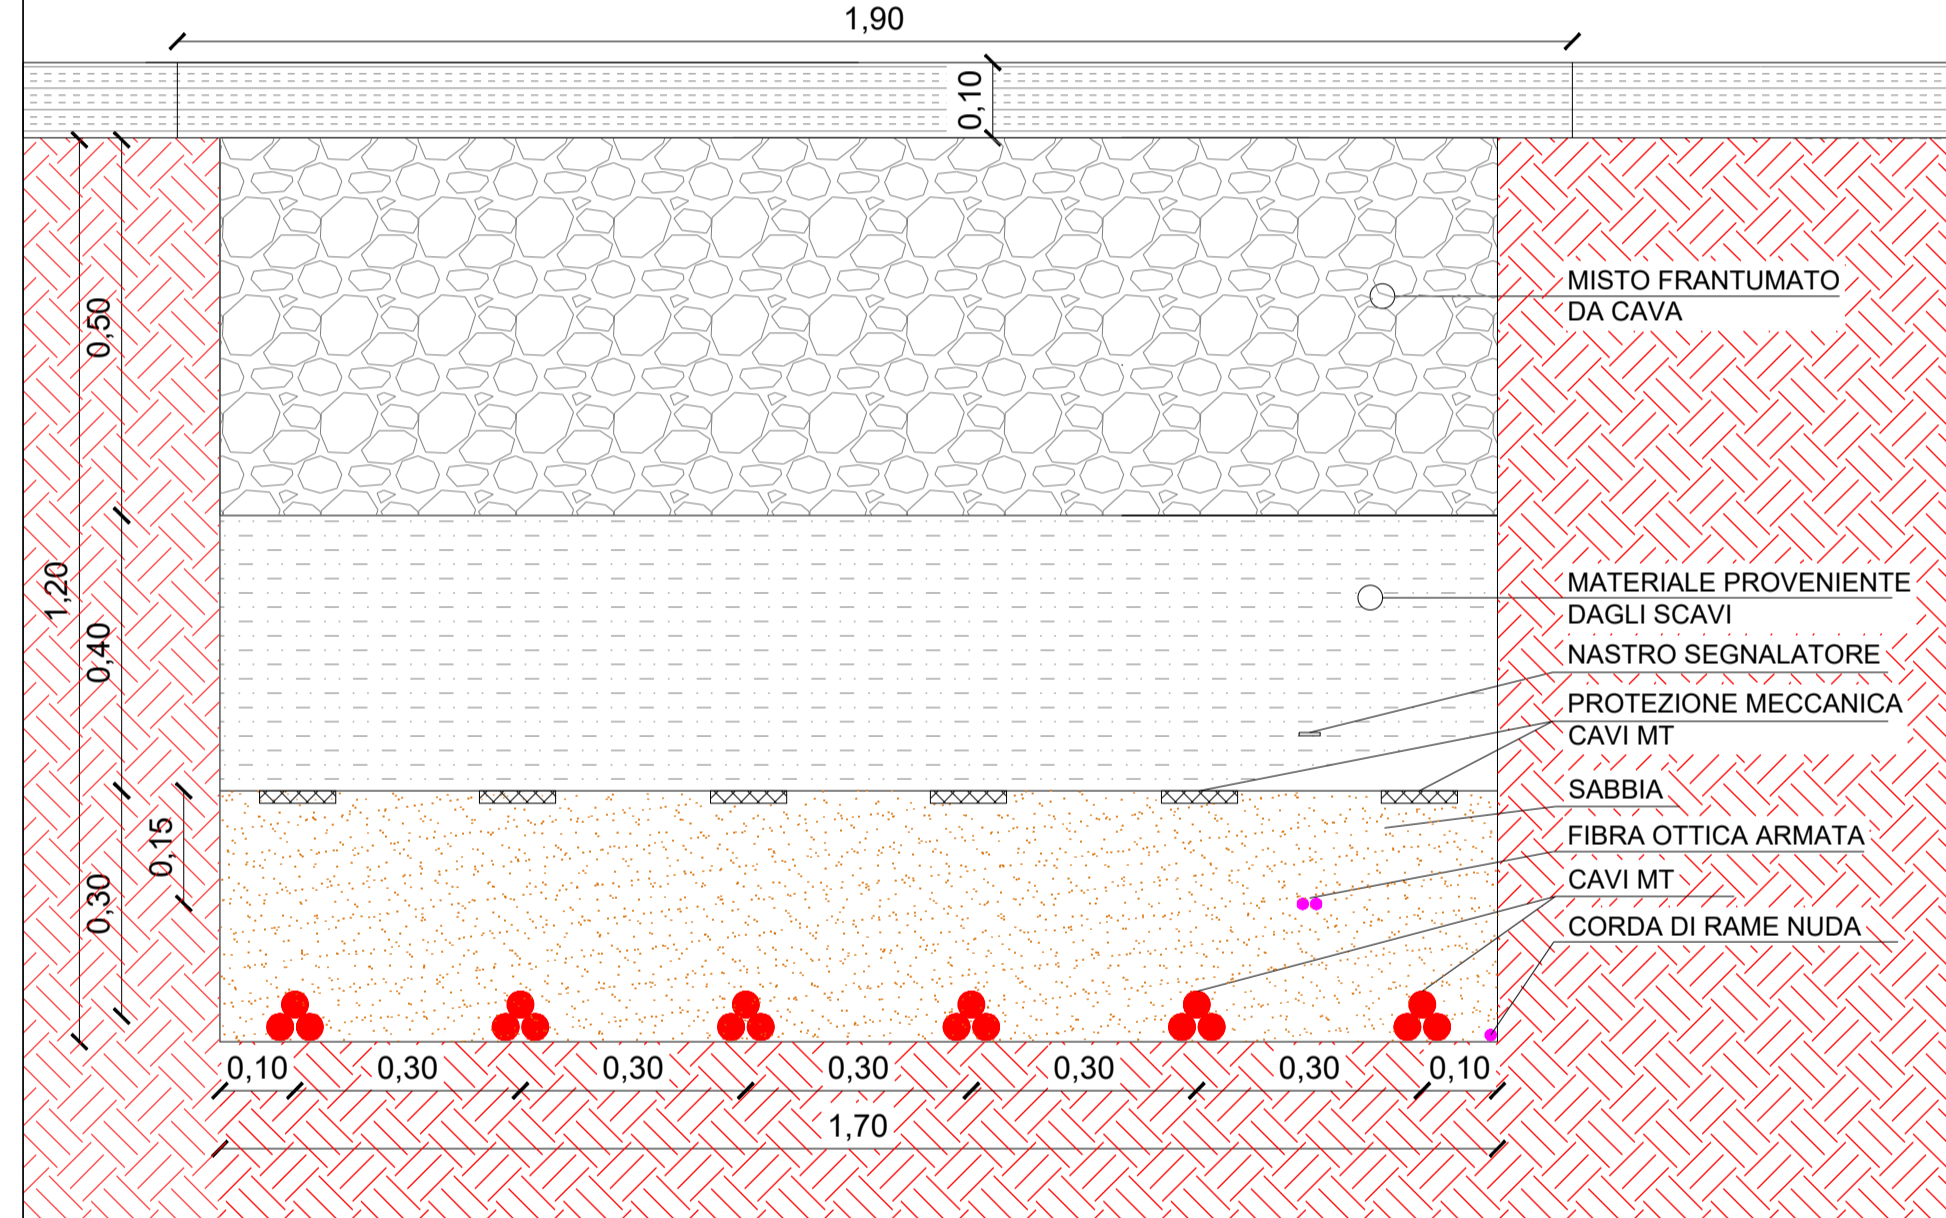 1,90
0,10
0,50
MISTO FRANTUMATO
DA CAVA
1,20
0,40
MATERIALE PROVENIENTE
DAGLI SCAVI
NASTRO SEGNALATORE
PROTEZIONE MECCANICA
CAVI MT
0,15
0,30
SABBIA
FIBRA OTTICA ARMATA
CAVI MT
CORDA DI RAME NUDA
0,10 0,30 0,30 0,30 0,30 0,30 0,10
1,70